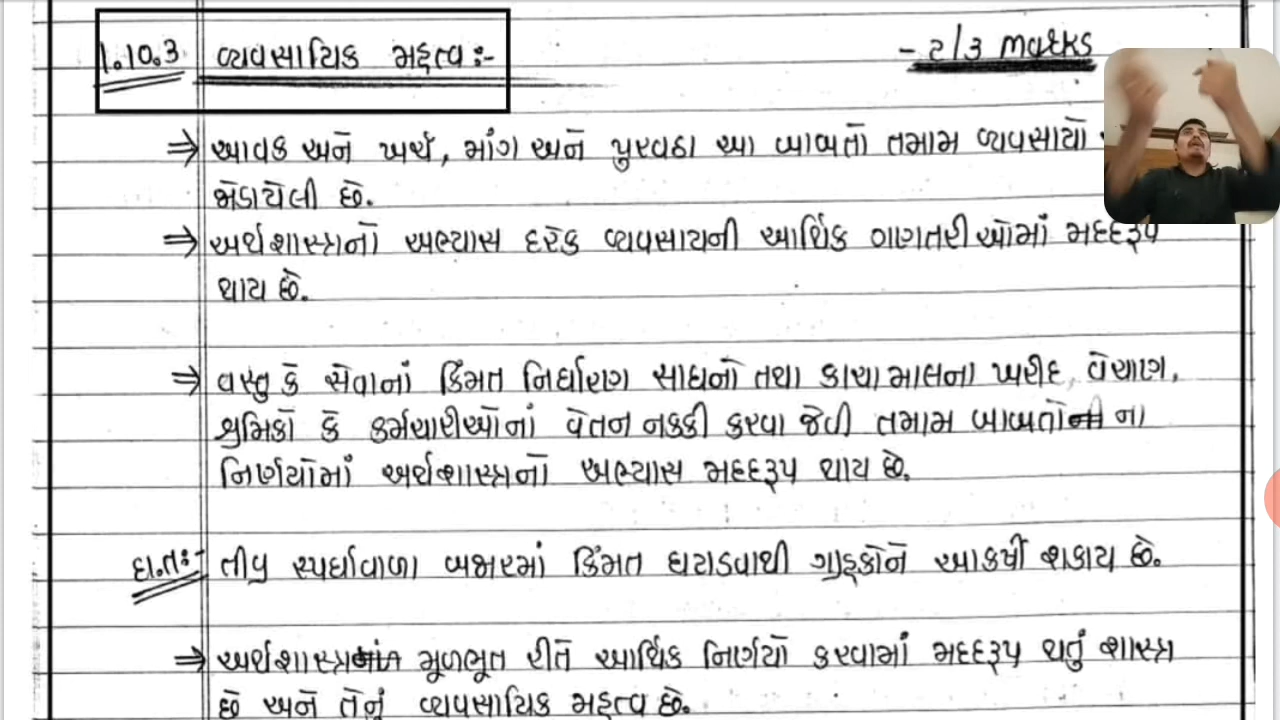 1.10.3 વ્યવસાયિક મહત્વ :-
- 2/3 Marks
⇒ આવક અને ખર્ચ, માંગ અને પુરવઠા આ બાબતો તમામ વ્યવસાયો
જોડાયેલી છે.
⇒ અર્થશાસ્ત્રનો અભ્યાસ દરેક વ્યવસાયની આર્થિક ગણતરીઓમાં મદદરૂપ
થાય છે.
⇒ વસ્તુ કે સેવાનાં કિંમત નિર્ધારણ સાધનો તથા કાચા માલના ખરીદ, વેચાણ,
શ્રમિકો કે કર્મચારીઓનાં વેતન નકકી કરવા જેવી તમામ બાબતો ના
નિર્ણયોમાં અર્થશાસ્ત્રનો અભ્યાસ મદદરૂપ થાય છે.
દા.ત:- તીવ્ર સ્પર્ધાવાળા બજારમાં કિંમત ઘટાડવાથી ગ્રાહકોને આકર્ષી શકાય છે.
⇒ અર્થશાસ્ત્ર મૂળભૂત રીતે આર્થિક નિર્ણયો કરવામાં મદદરૂપ થતું શાસ્ત્ર
છે અને તેનું વ્યવસાયિક મહત્વ છે.